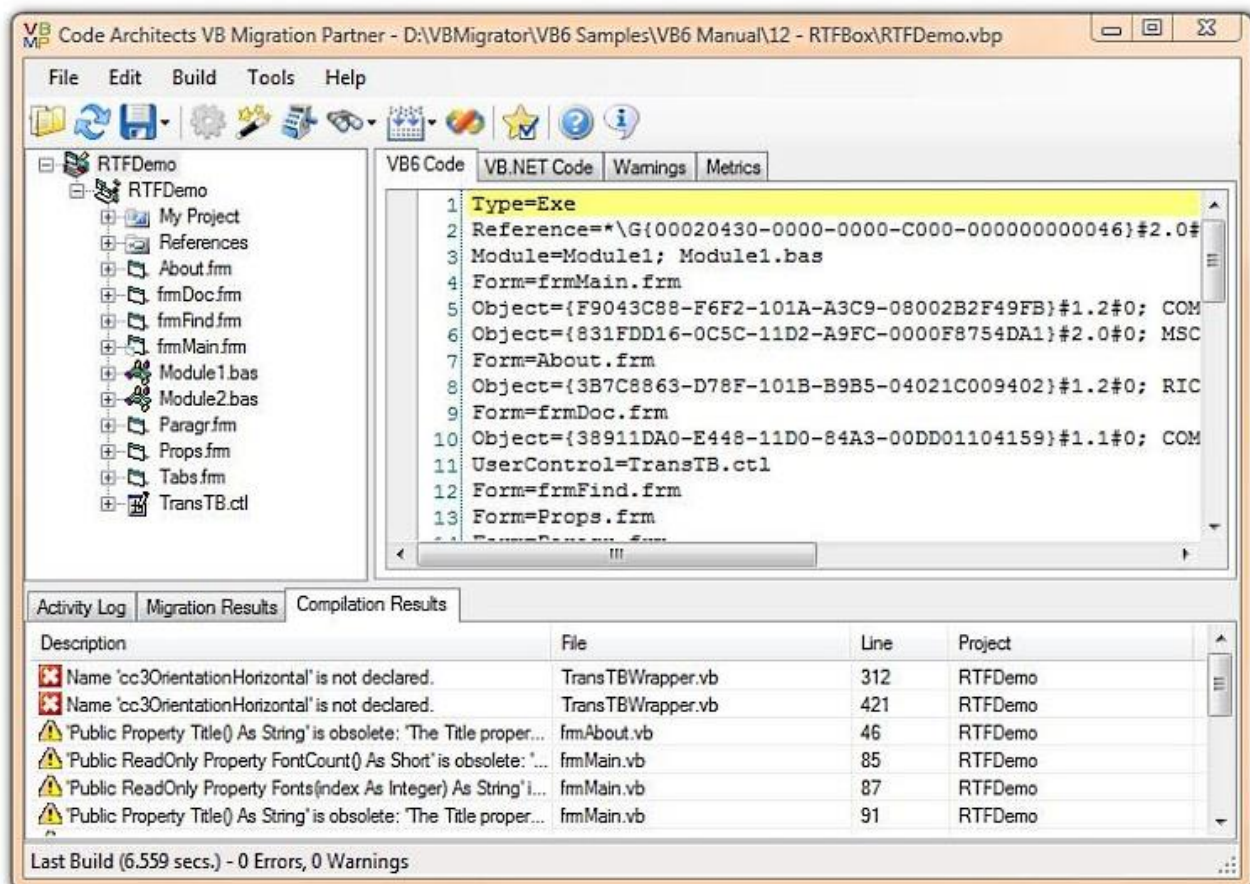 Code Architects VB Migration Partner - D:\VBMigrator\VB6 Samples\VB6 Manual\12 - RTFBox\RTFDemo.vbp
File Edit Build Tools Help
RTFDemo
RTFDemo
My Project
References
About.frm
frmDoc.frm
frmFind.frm
frmMain.frm
Module1.bas
Module2.bas
Paragr.frm
Props.frm
Tabs.frm
TransTB.ctl
VB6 Code VB.NET Code Warnings Metrics
1 Type=Exe
2 Reference=*\G{00020430-0000-0000-C000-000000000046}#2.0#
3 Module=Module1; Module1.bas
4 Form=frmMain.frm
5 Object={F9043C88-F6F2-101A-A3C9-08002B2F49FB}#1.2#0; COM
6 Object={831FDD16-0C5C-11D2-A9FC-0000F8754DA1}#2.0#0; MSC
7 Form=About.frm
8 Object={3B7C8863-D78F-101B-B9B5-04021C009402}#1.2#0; RIC
9 Form=frmDoc.frm
10 Object={38911DA0-E448-11D0-84A3-00DD01104159}#1.1#0; COM
11 UserControl=TransTB.ctl
12 Form=frmFind.frm
13 Form=Props.frm
Activity Log Migration Results Compilation Results
Description File Line Project
Name 'cc3OrientationHorizontal' is not declared. TransTBWrapper.vb 312 RTFDemo
Name 'cc3OrientationHorizontal' is not declared. TransTBWrapper.vb 421 RTFDemo
'Public Property Title() As String' is obsolete: 'The Title proper... frmAbout.vb 46 RTFDemo
'Public ReadOnly Property FontCount() As Short' is obsolete: '... frmMain.vb 85 RTFDemo
'Public ReadOnly Property Fonts(index As Integer) As String' i... frmMain.vb 87 RTFDemo
'Public Property Title() As String' is obsolete: 'The Title proper... frmMain.vb 91 RTFDemo
Last Build (6.559 secs.) - 0 Errors, 0 Warnings